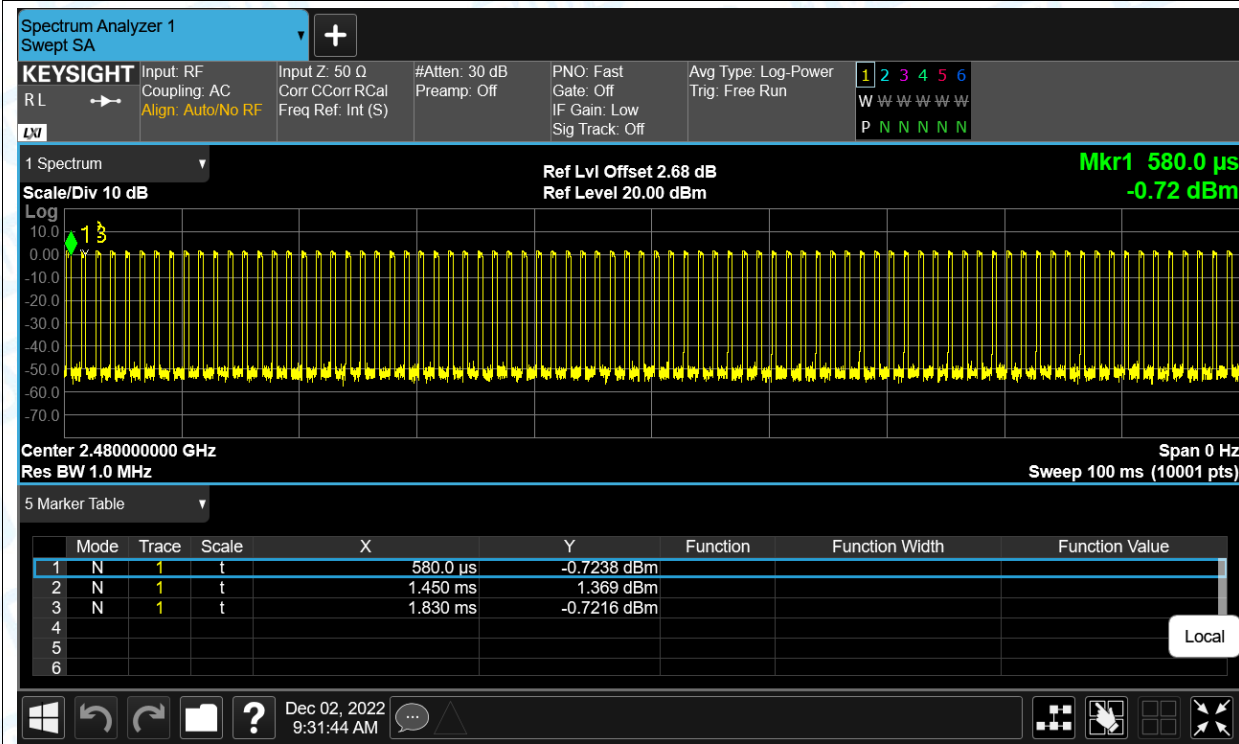 Spectrum Analyzer 1
Swept SA
+
KEYSIGHT Input: RF Input Z: 50 Ω #Atten: 30 dB PNO: Fast Avg Type: Log-Power 1 2 3 4 5 6
R L Coupling: AC Corr CCorr RCal Preamp: Off Gate: Off Trig: Free Run W W W W W W
Align: Auto/No RF Freq Ref: Int (S) IF Gain: Low
LXI Sig Track: Off P N N N N N
1 Spectrum Ref Lvl Offset 2.68 dB Mkr1 580.0 µs
Scale/Div 10 dB Ref Level 20.00 dBm -0.72 dBm
Log
10.0 1 3
0.00
-10.0
-20.0
-30.0
-40.0
-50.0
-60.0
-70.0
Center 2.480000000 GHz Span 0 Hz
Res BW 1.0 MHz Sweep 100 ms (10001 pts)
5 Marker Table
Mode Trace Scale X Y Function Function Width Function Value
1 N 1 t 580.0 µs -0.7238 dBm
2 N 1 t 1.450 ms 1.369 dBm
3 N 1 t 1.830 ms -0.7216 dBm
4
5
6
Local
? Dec 02, 2022
9:31:44 AM